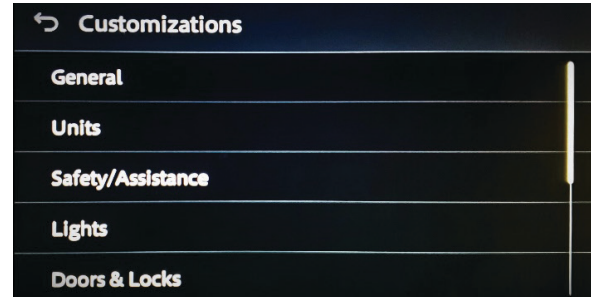 Customizations
General
Units
Safety/Assistance
Lights
Doors & Locks